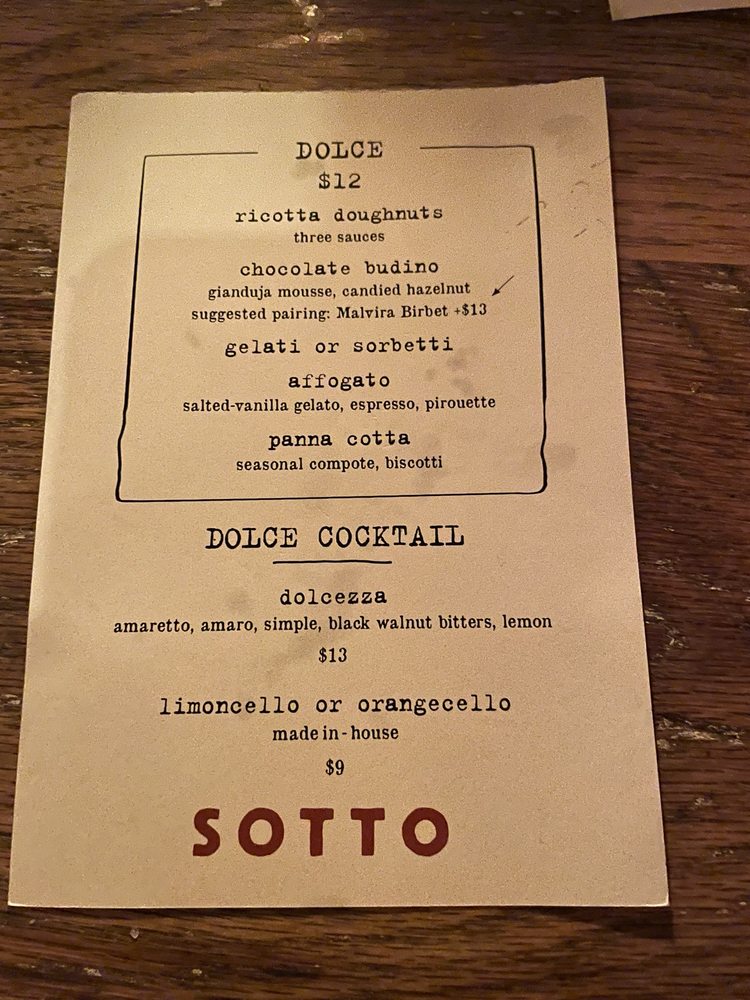 DOLCE
$12
ricotta doughnuts
three sauces
chocolate budino
gianduja mousse, candied hazelnut
suggested pairing: Malvira Birbet +$13
gelati or sorbetti
affogato
salted-vanilla gelato, espresso, pirouette
panna cotta
seasonal compote, biscotti
DOLCE COCKTAIL
dolcezza
amaretto, amaro, simple, black walnut bitters, lemon
$13
limoncello or orangecello
made in-house
$9
SOTTO